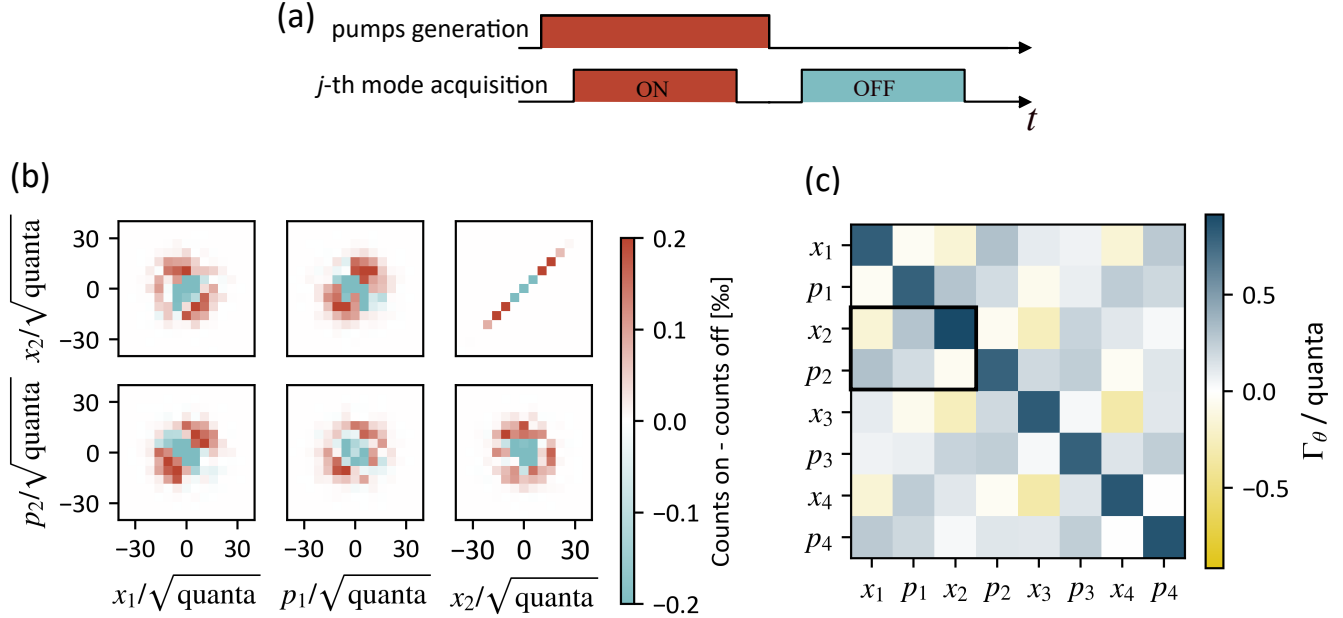 (a)
pumps generation
j-th mode acquisition
ON
OFF
t
(b)
x₂/√quanta
30
0
−30
p₂/√quanta
30
0
−30
−30 0 30
−30 0 30
−30 0 30
x₁/√quanta
p₁/√quanta
x₂/√quanta
0.2
0.1
0.0
−0.1
−0.2
Counts on - counts off [‰]
(c)
x₁
p₁
x₂
p₂
x₃
p₃
x₄
p₄
x₁ p₁ x₂ p₂ x₃ p₃ x₄ p₄
0.5
0.0
−0.5
Γ_θ / quanta